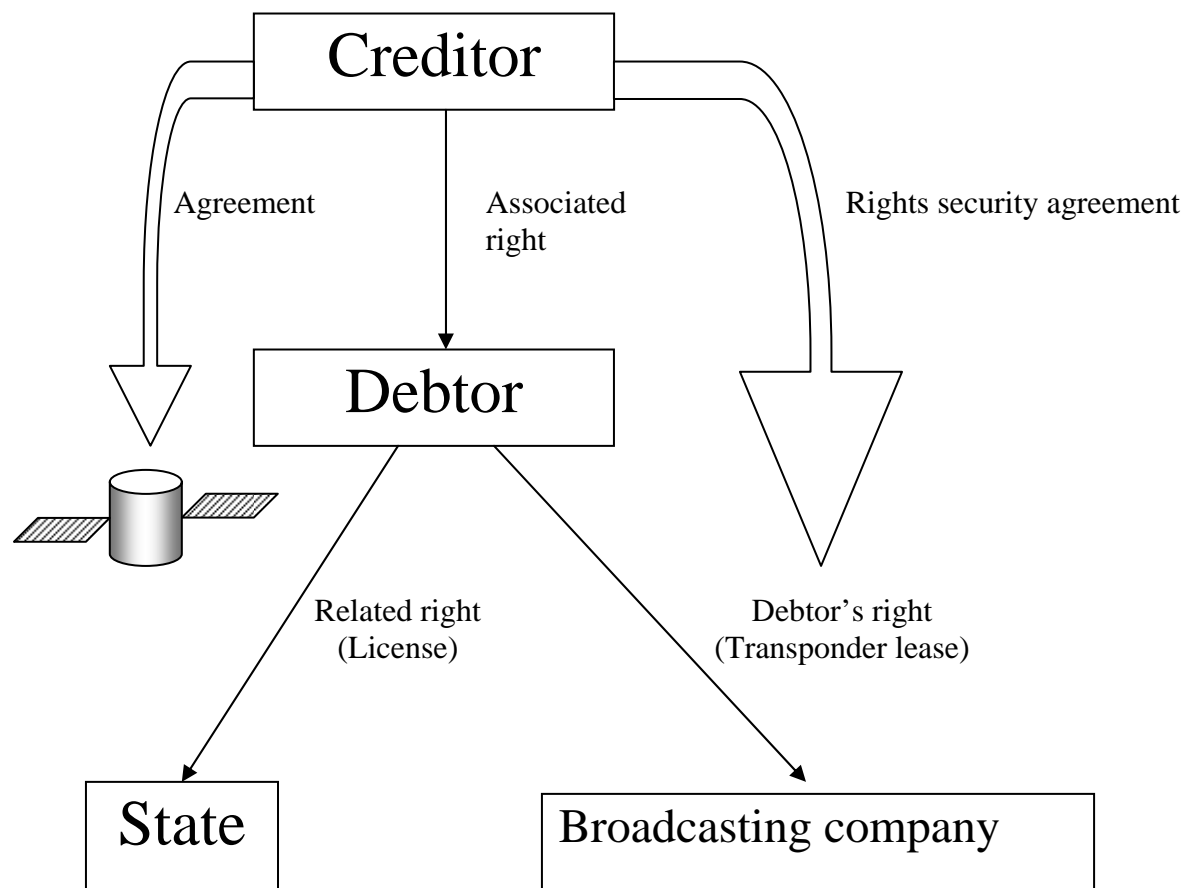 Creditor
Agreement
Associated
right
Rights security agreement
Debtor
Related right
(License)
Debtor’s right
(Transponder lease)
State
Broadcasting company